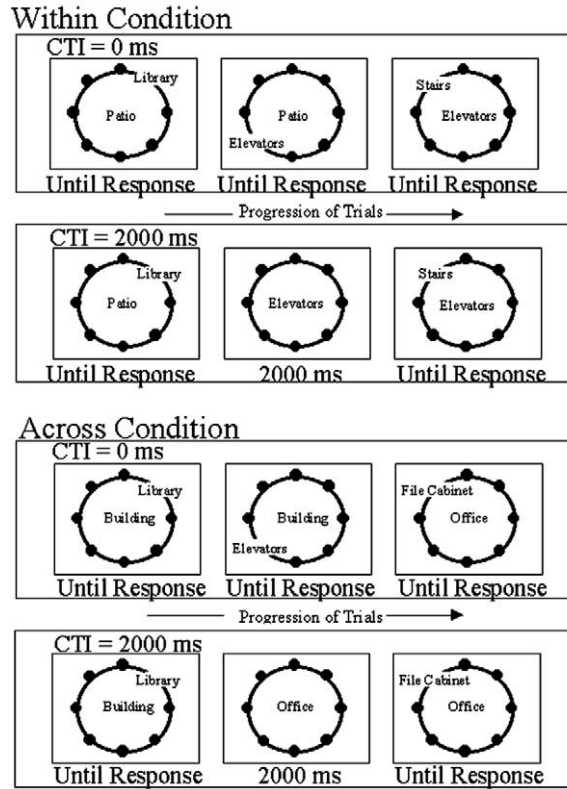 Within Condition
CTI = 0 ms
Library
Patio
Patio
Elevators
Stairs
Elevators
Until Response Until Response Until Response
Progression of Trials
CTI = 2000 ms
Library
Patio
Elevators
Stairs
Elevators
Until Response 2000 ms Until Response
Across Condition
CTI = 0 ms
Library
Building
Building
Elevators
File Cabinet
Office
Until Response Until Response Until Response
Progression of Trials
CTI = 2000 ms
Library
Building
Office
File Cabinet
Office
Until Response 2000 ms Until Response